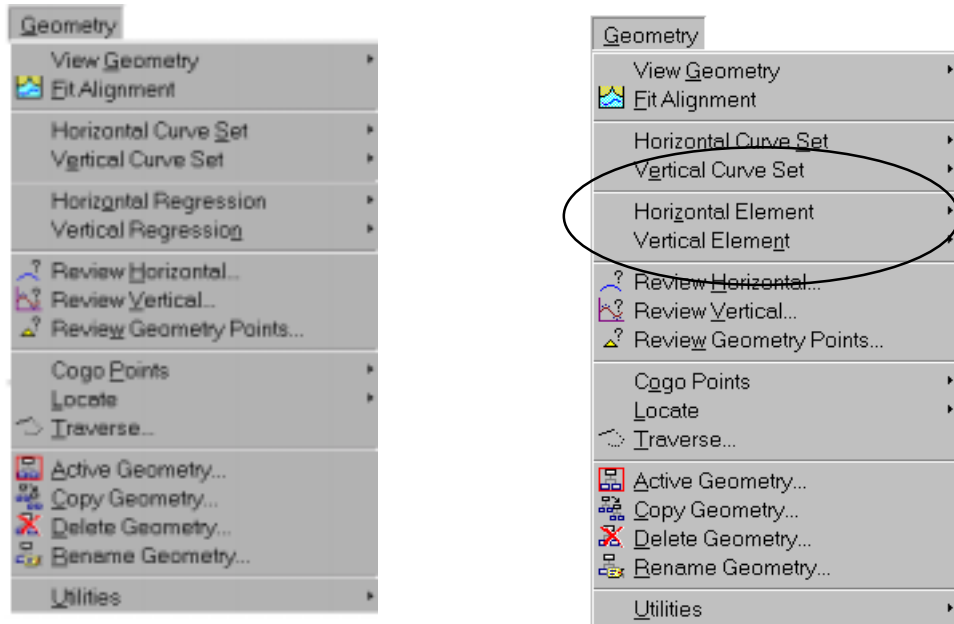 Geometry
View Geometry
Fit Alignment
Horizontal Curve Set
Vertical Curve Set
Horizontal Regression
Vertical Regression
Review Horizontal...
Review Vertical...
Review Geometry Points...
Cogo Points
Locate
Traverse...
Active Geometry...
Copy Geometry...
Delete Geometry...
Rename Geometry...
Utilities
Geometry
View Geometry
Fit Alignment
Horizontal Curve Set
Vertical Curve Set
Horizontal Element
Vertical Element
Review Horizontal...
Review Vertical...
Review Geometry Points...
Cogo Points
Locate
Traverse...
Active Geometry...
Copy Geometry...
Delete Geometry...
Rename Geometry...
Utilities